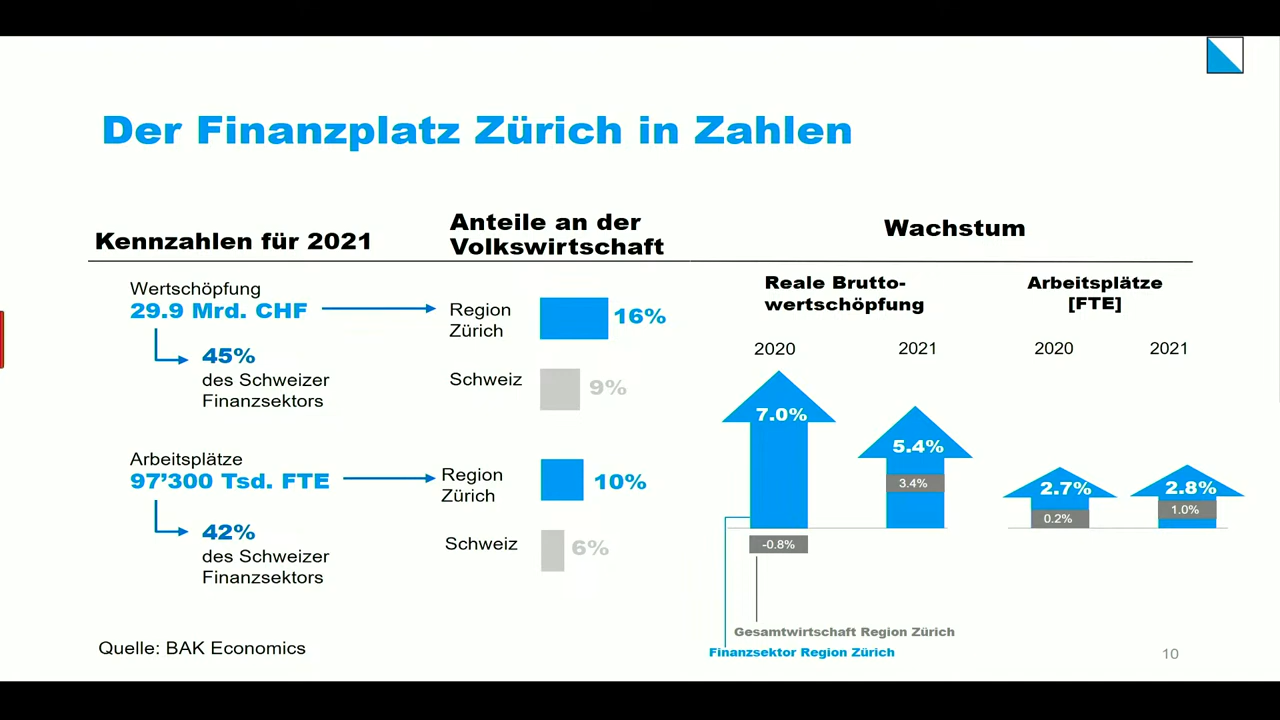 Der Finanzplatz Zürich in Zahlen
Kennzahlen für 2021
Wertschöpfung
29.9 Mrd. CHF
45%
des Schweizer
Finanzsektors
Arbeitsplätze
97’300 Tsd. FTE
42%
des Schweizer
Finanzsektors
Anteile an der
Volkswirtschaft
Region
Zürich
16%
Schweiz
9%
Region
Zürich
10%
Schweiz
6%
Wachstum
Reale Brutto-
wertschöpfung
2020
2021
7.0%
5.4%
3.4%
-0.8%
Arbeitsplätze
[FTE]
2020
2021
2.7%
2.8%
0.2%
1.0%
Gesamtwirtschaft Region Zürich
Finanzsektor Region Zürich
Quelle: BAK Economics
10